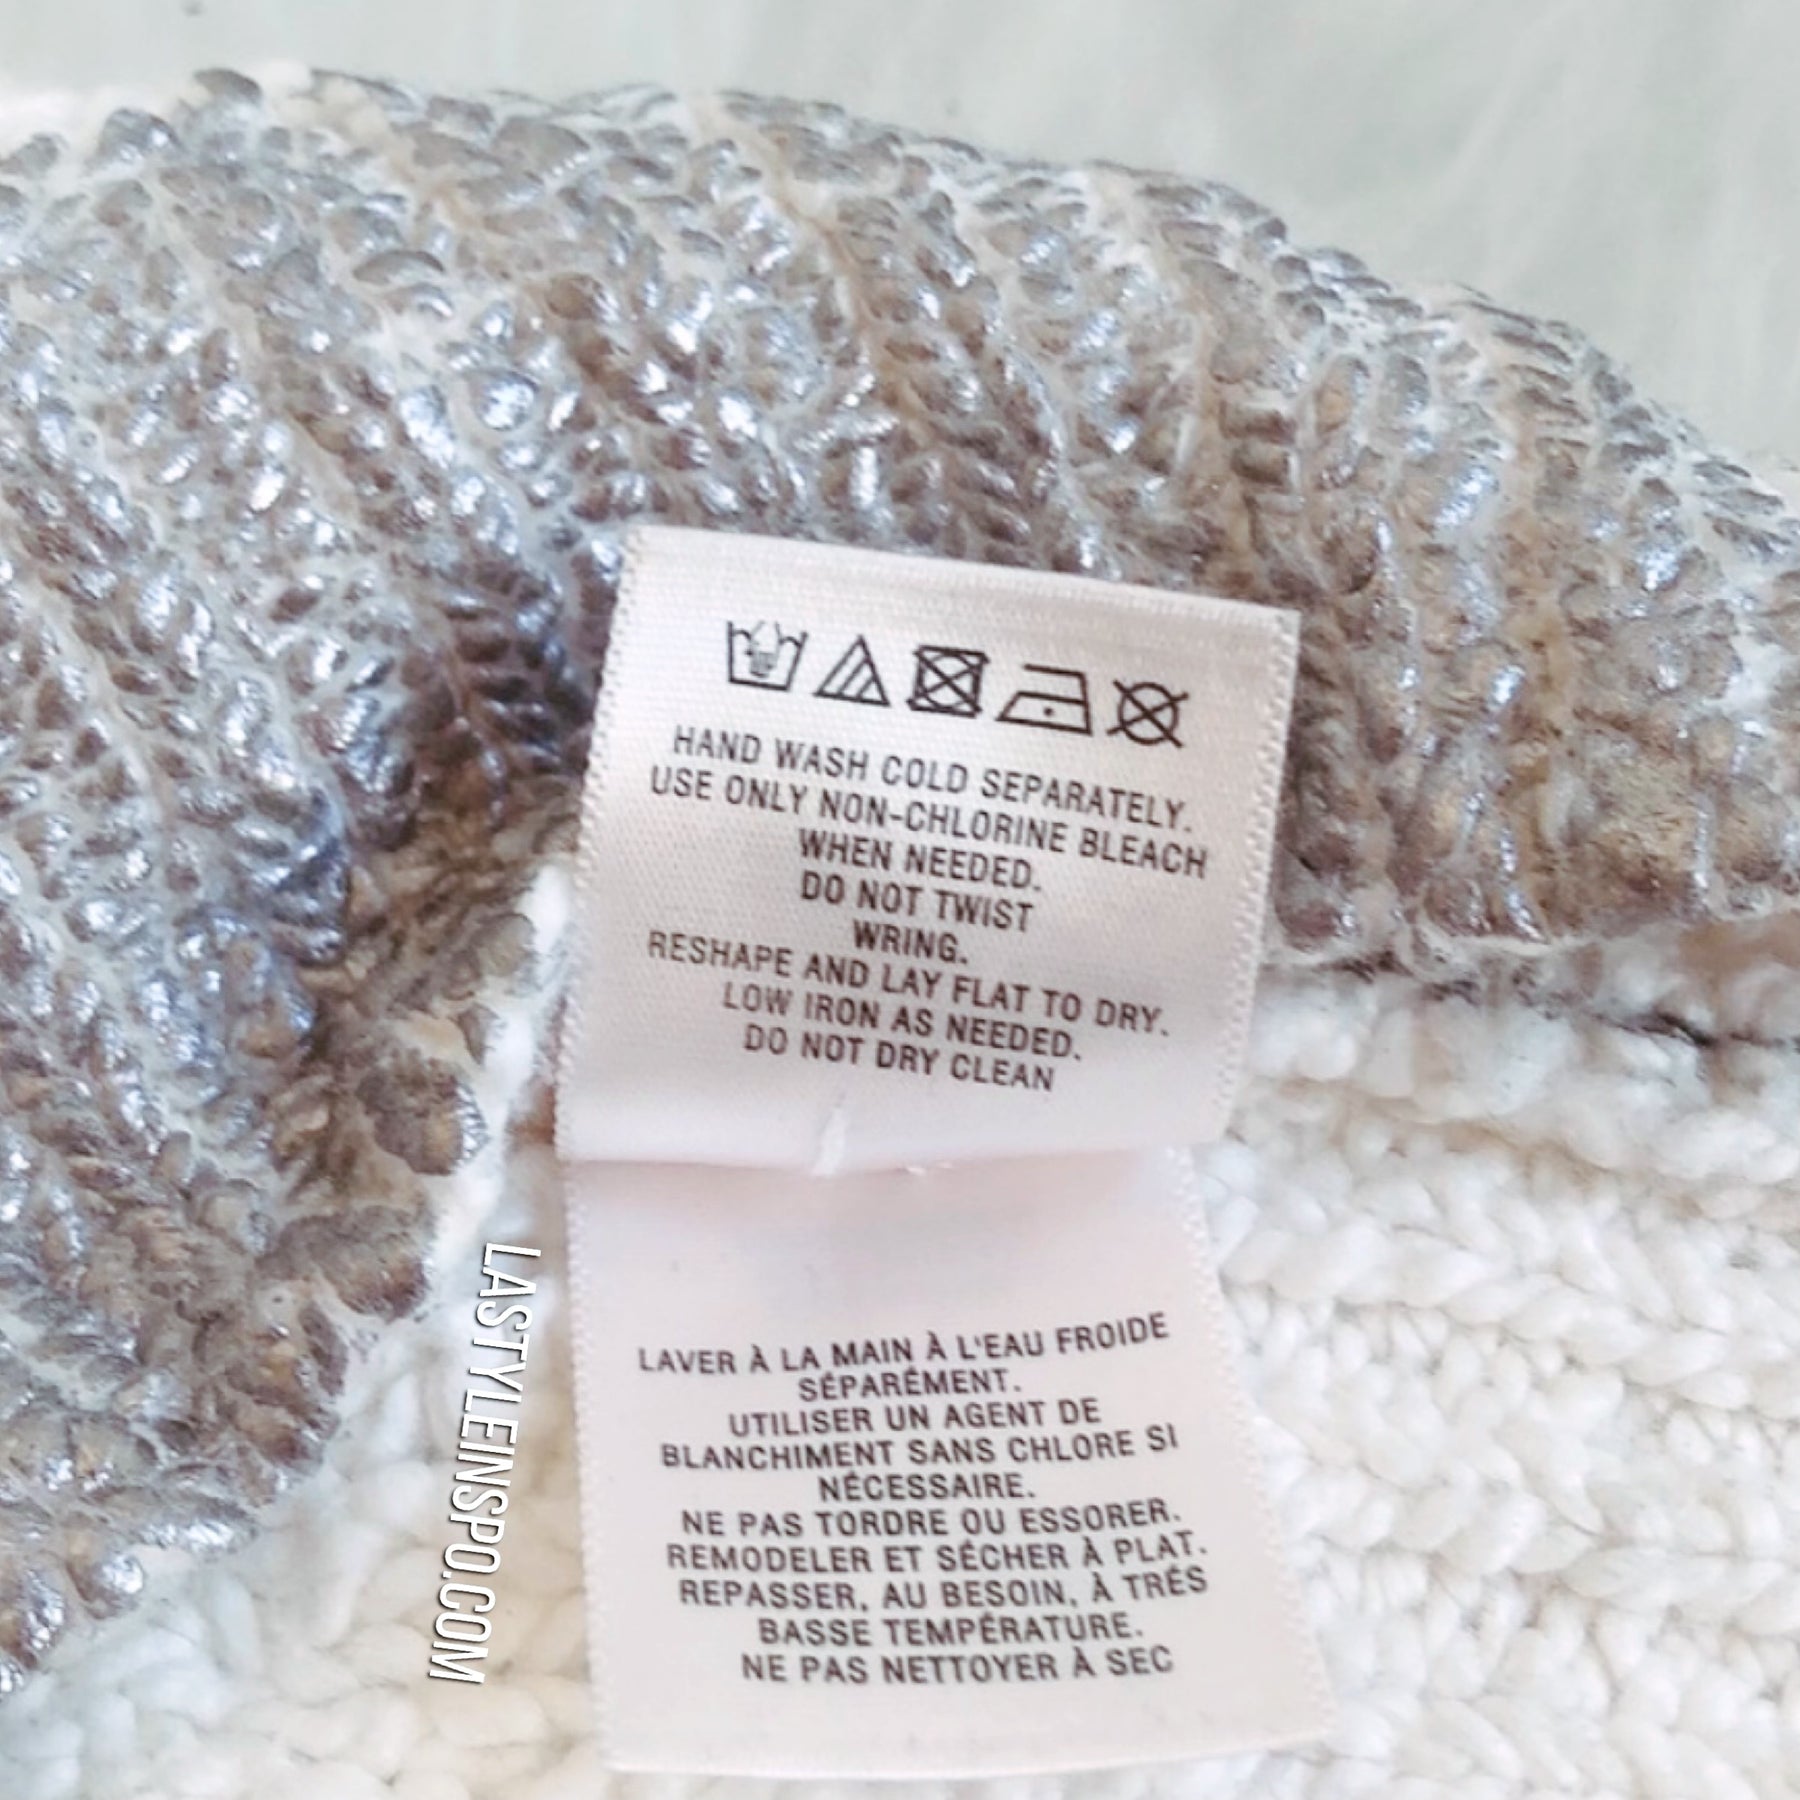 HAND WASH COLD SEPARATELY.
USE ONLY NON-CHLORINE BLEACH
WHEN NEEDED.
DO NOT TWIST
WRING.
RESHAPE AND LAY FLAT TO DRY.
LOW IRON AS NEEDED.
DO NOT DRY CLEAN
LAVER À LA MAIN À L'EAU FROIDE
SÉPARÉMENT.
UTILISER UN AGENT DE
BLANCHIMENT SANS CHLORE SI
NÉCESSAIRE.
NE PAS TORDRE OU ESSORER.
REMODELER ET SÉCHER À PLAT.
REPASSER, AU BESOIN, À TRÉS
BASSE TEMPÉRATURE.
NE PAS NETTOYER À SEC
LASTYLEINSPO.COM